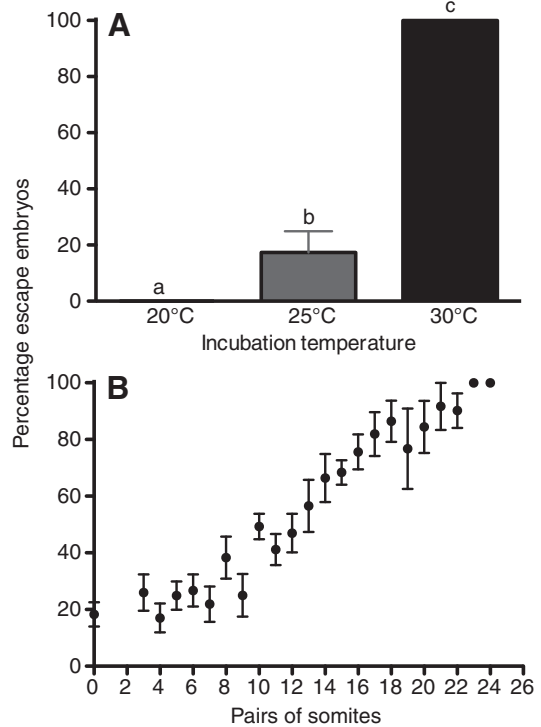 A
100
80
60
40
20
0
a
b
c
20°C 25°C 30°C
Incubation temperature
Percentage escape embryos
B
100
80
60
40
20
0
0 2 4 6 8 10 12 14 16 18 20 22 24 26
Pairs of somites